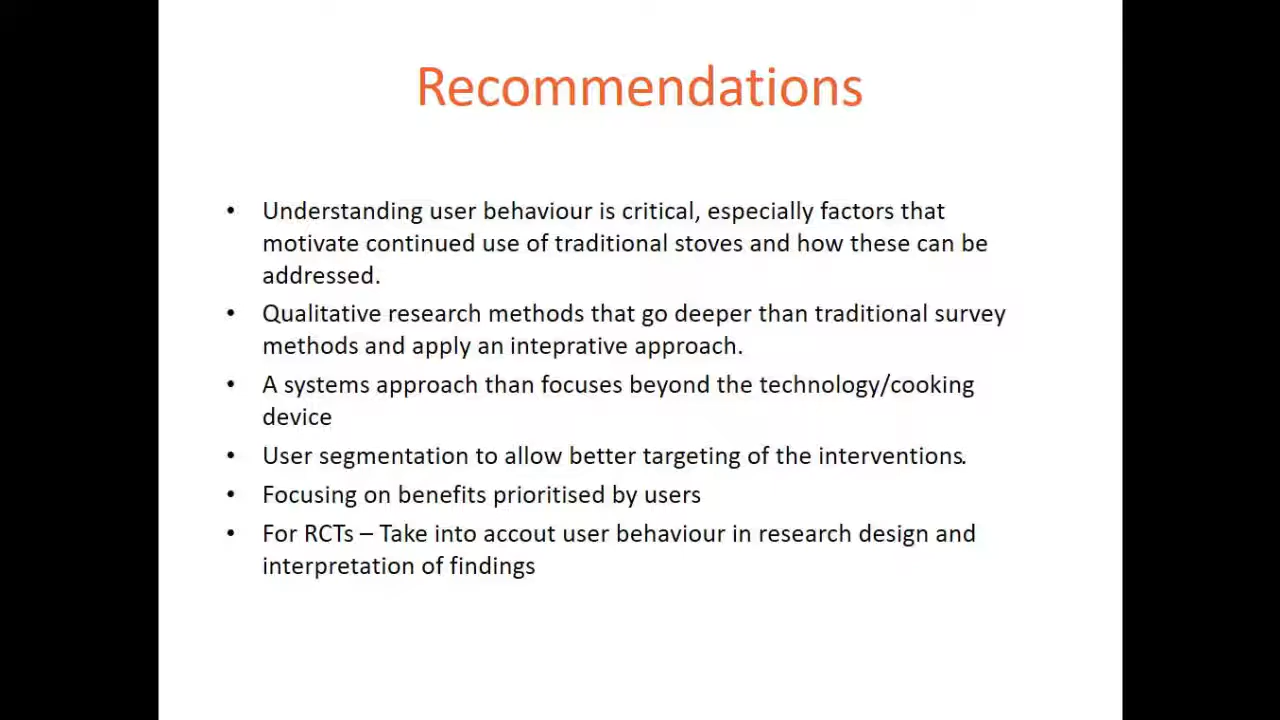 Recommendations
• Understanding user behaviour is critical, especially factors that
motivate continued use of traditional stoves and how these can be
addressed.
• Qualitative research methods that go deeper than traditional survey
methods and apply an inteprative approach.
• A systems approach than focuses beyond the technology/cooking
device
• User segmentation to allow better targeting of the interventions.
• Focusing on benefits prioritised by users
• For RCTs – Take into accout user behaviour in research design and
interpretation of findings